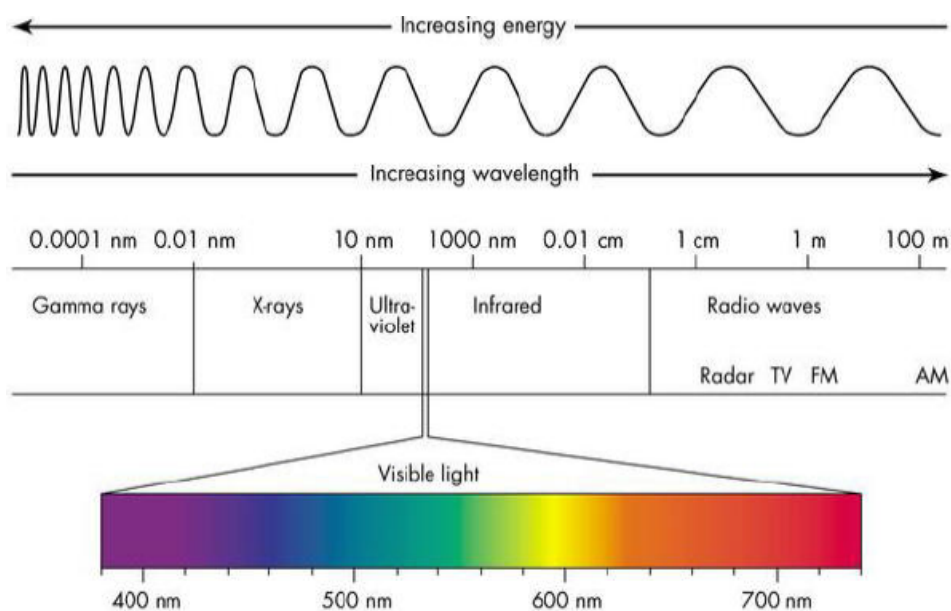 Increasing energy
Increasing wavelength
0.0001 nm 0.01 nm 10 nm 1000 nm 0.01 cm 1 cm 1 m 100 m
Gamma rays X-rays Ultra- Infrared Radio waves
violet
Radar TV FM AM
Visible light
400 nm 500 nm 600 nm 700 nm